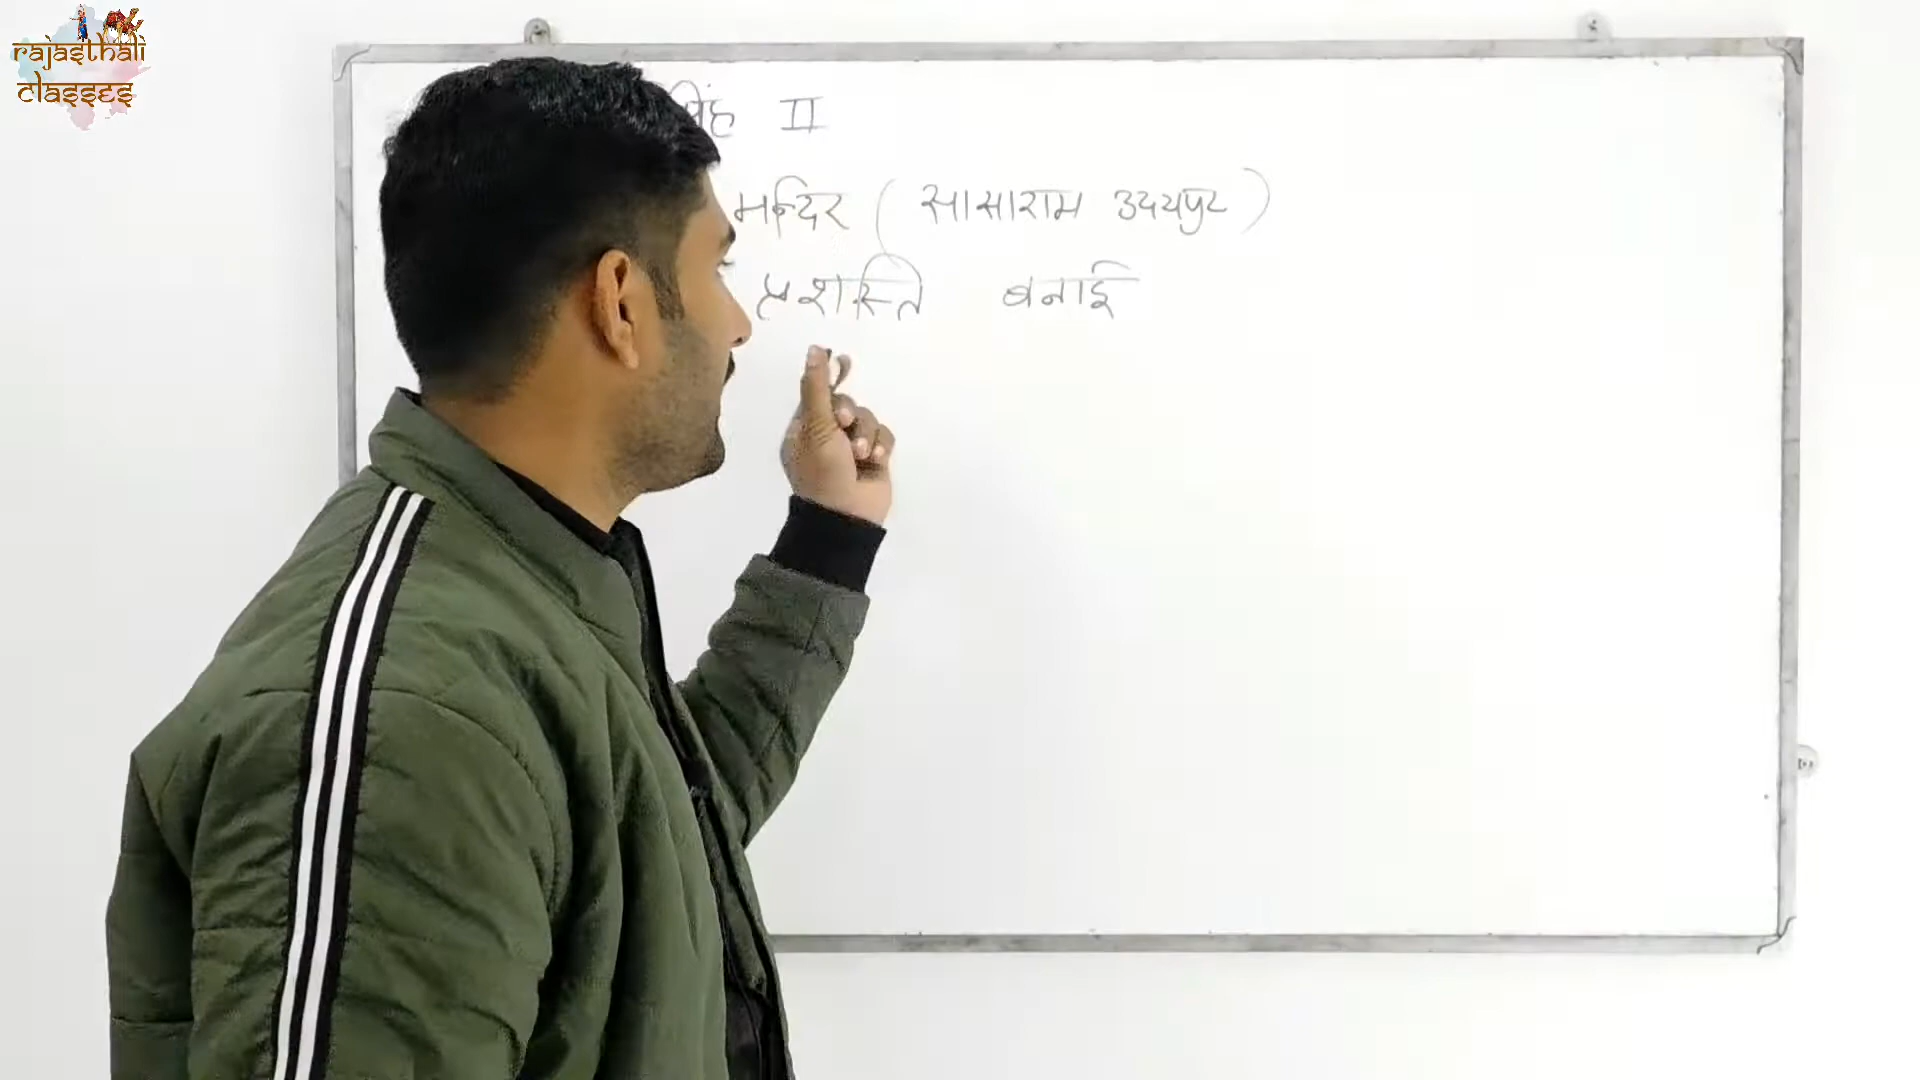 rajasthali
classes
सिंह II
मन्दिर ( सासाराम उदयपुर )
प्रशस्ति बनाई